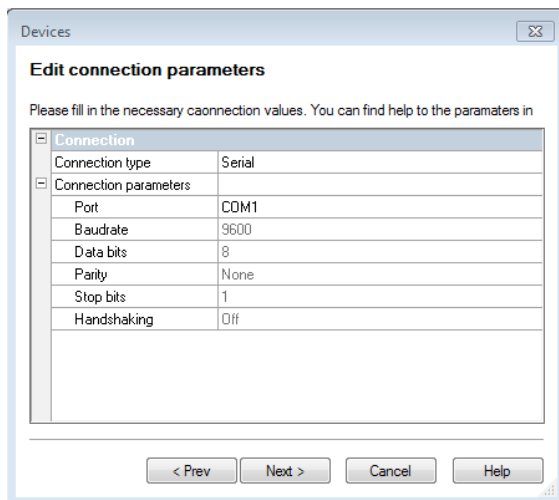 Devices
Edit connection parameters
Please fill in the necessary caonnection values. You can find help to the paramaters in
Connection
Connection type Serial
Connection parameters
Port COM1
Baudrate 9600
Data bits 8
Parity None
Stop bits 1
Handshaking Off
< Prev Next > Cancel Help